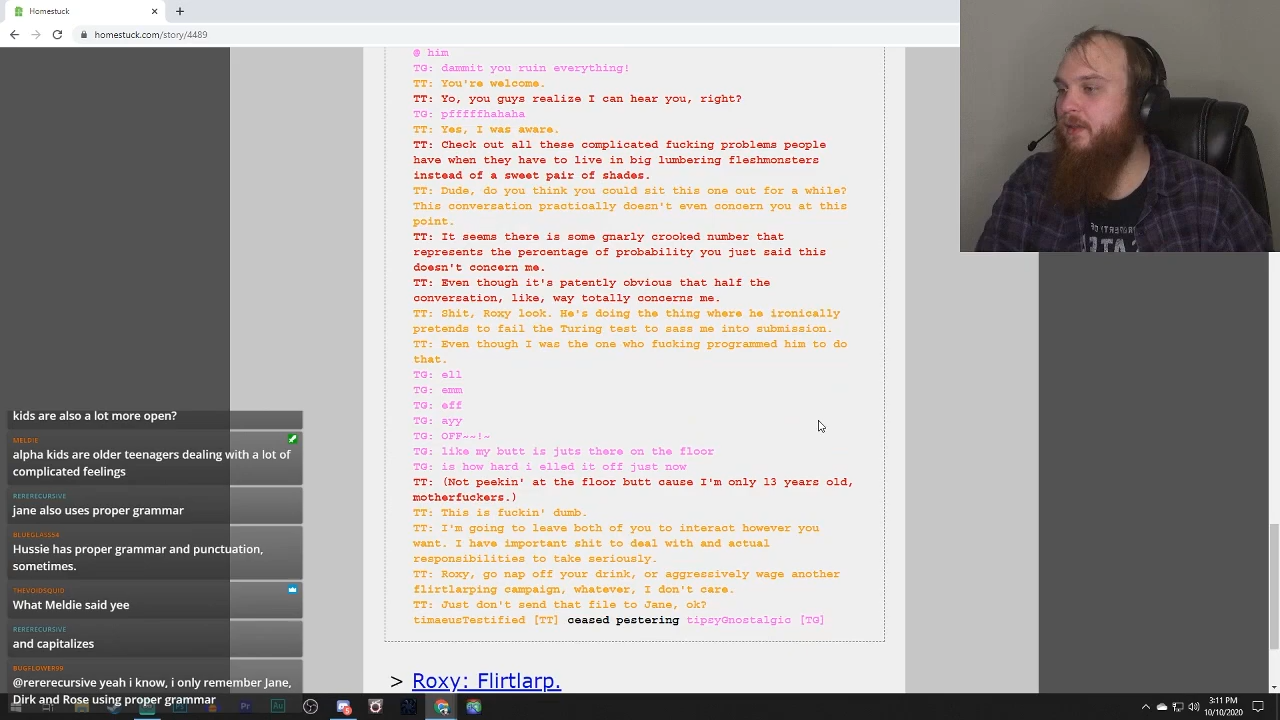 Homestuck
homestuck.com/story/4489
@ him
TG: dammit you ruin everything!
TT: You're welcome.
TT: Yo, you guys realize I can hear you, right?
TG: pfffffhahaha
TT: Yes, I was aware.
TT: Check out all these complicated fucking problems people
have when they have to live in big lumbering fleshmonsters
instead of a sweet pair of shades.
TT: Dude, do you think you could sit this one out for a while?
This conversation practically doesn't even concern you at this
point.
TT: It seems there is some gnarly crooked number that
represents the percentage of probability you just said this
doesn't concern me.
TT: Even though it's patently obvious that half the
conversation, like, way totally concerns me.
TT: Shit, Roxy look. He's doing the thing where he ironically
pretends to fail the Turing test to sass me into submission.
TT: Even though I was the one who fucking programmed him to do
that.
TG: ell
TG: emm
TG: eff
TG: ayy
TG: OFF~~!~
TG: like my butt is juts there on the floor
TG: is how hard i elled it off just now
TT: (Not peekin' at the floor butt cause I'm only 13 years old,
motherfuckers.)
TT: This is fuckin' dumb.
TT: I'm going to leave both of you to interact however you
want. I have important shit to deal with and actual
responsibilities to take seriously.
TT: Roxy, go nap off your drink, or aggressively wage another
flirtlarping campaign, whatever, I don't care.
TT: Just don't send that file to Jane, ok?
timaeusTestified [TT] ceased pestering tipsyGnostalgic [TG]
> Roxy: Flirtlarp.
kids are also a lot more open?
MELDIE
alpha kids are older teenagers dealing with a lot of
complicated feelings
RERERECURSIVE
jane also uses proper grammar
BLUEGLASS54
Hussie has proper grammar and punctuation,
sometimes.
THEVOIDSQUID
What Meldie said yee
RERERECURSIVE
and capitalizes
BUGFLOWER99
@rererecursive yeah i know, i only remember Jane,
Dirk and Rose using proper grammar
3:11 PM
10/10/2020